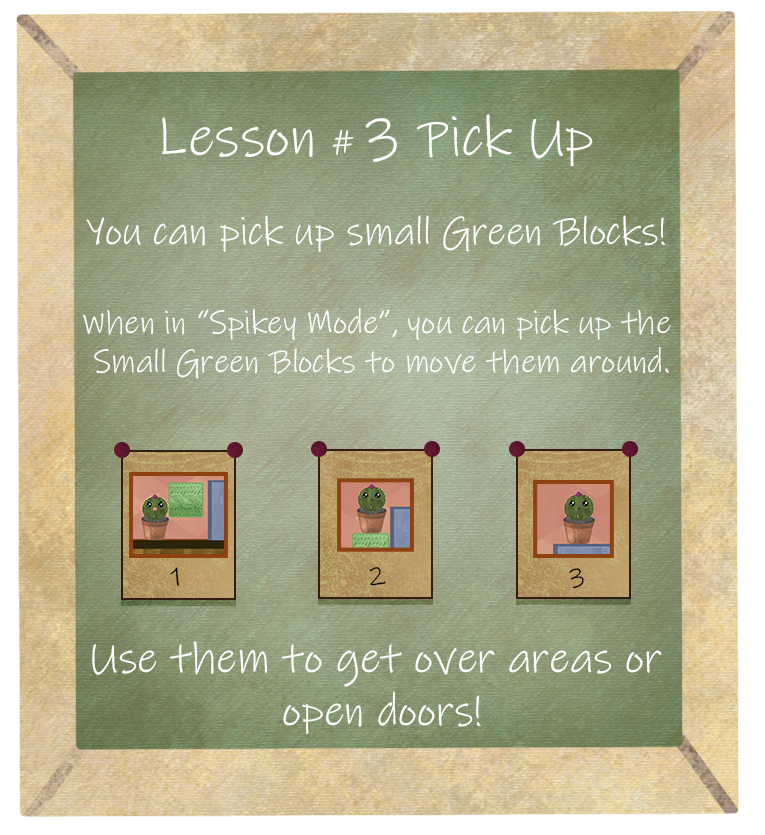 Lesson # 3 Pick Up
You can pick up small Green Blocks!
When in “Spikey Mode”, you can pick up the
Small Green Blocks to move them around.
1
2
3
Use them to get over areas or
open doors!